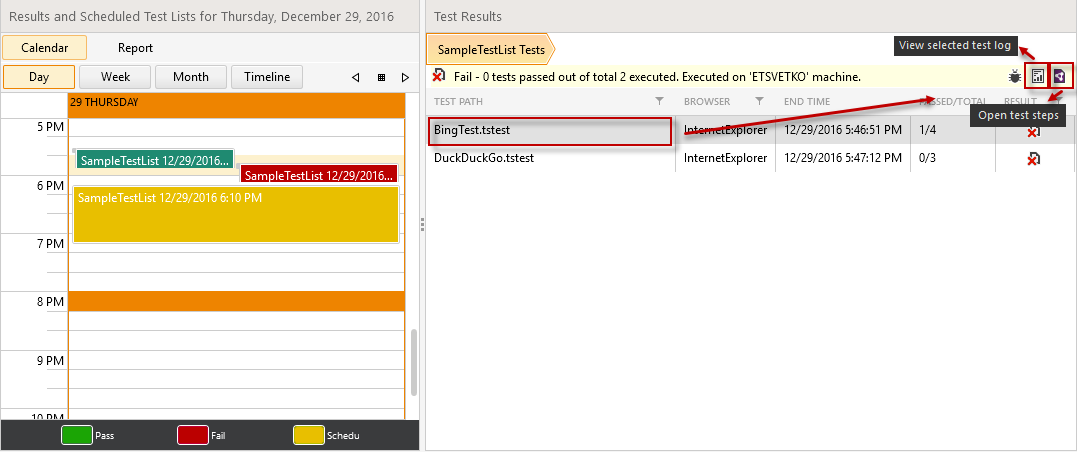 Results and Scheduled Test Lists for Thursday, December 29, 2016
Calendar
Report
Day
Week
Month
Timeline
29 THURSDAY
5 PM
SampleTestList 12/29/2016...
SampleTestList 12/29/2016...
6 PM
SampleTestList 12/29/2016 6:10 PM
7 PM
8 PM
9 PM
10 PM
Pass
Fail
Schedu
Test Results
SampleTestList Tests
View selected test log
Fail - 0 tests passed out of total 2 executed. Executed on 'ETSVETKO' machine.
TEST PATH
BROWSER
END TIME
PASSED/TOTAL
RESULT
Open test steps
BingTest.tstest
InternetExplorer
12/29/2016 5:46:51 PM
1/4
DuckDuckGo.tstest
InternetExplorer
12/29/2016 5:47:12 PM
0/3